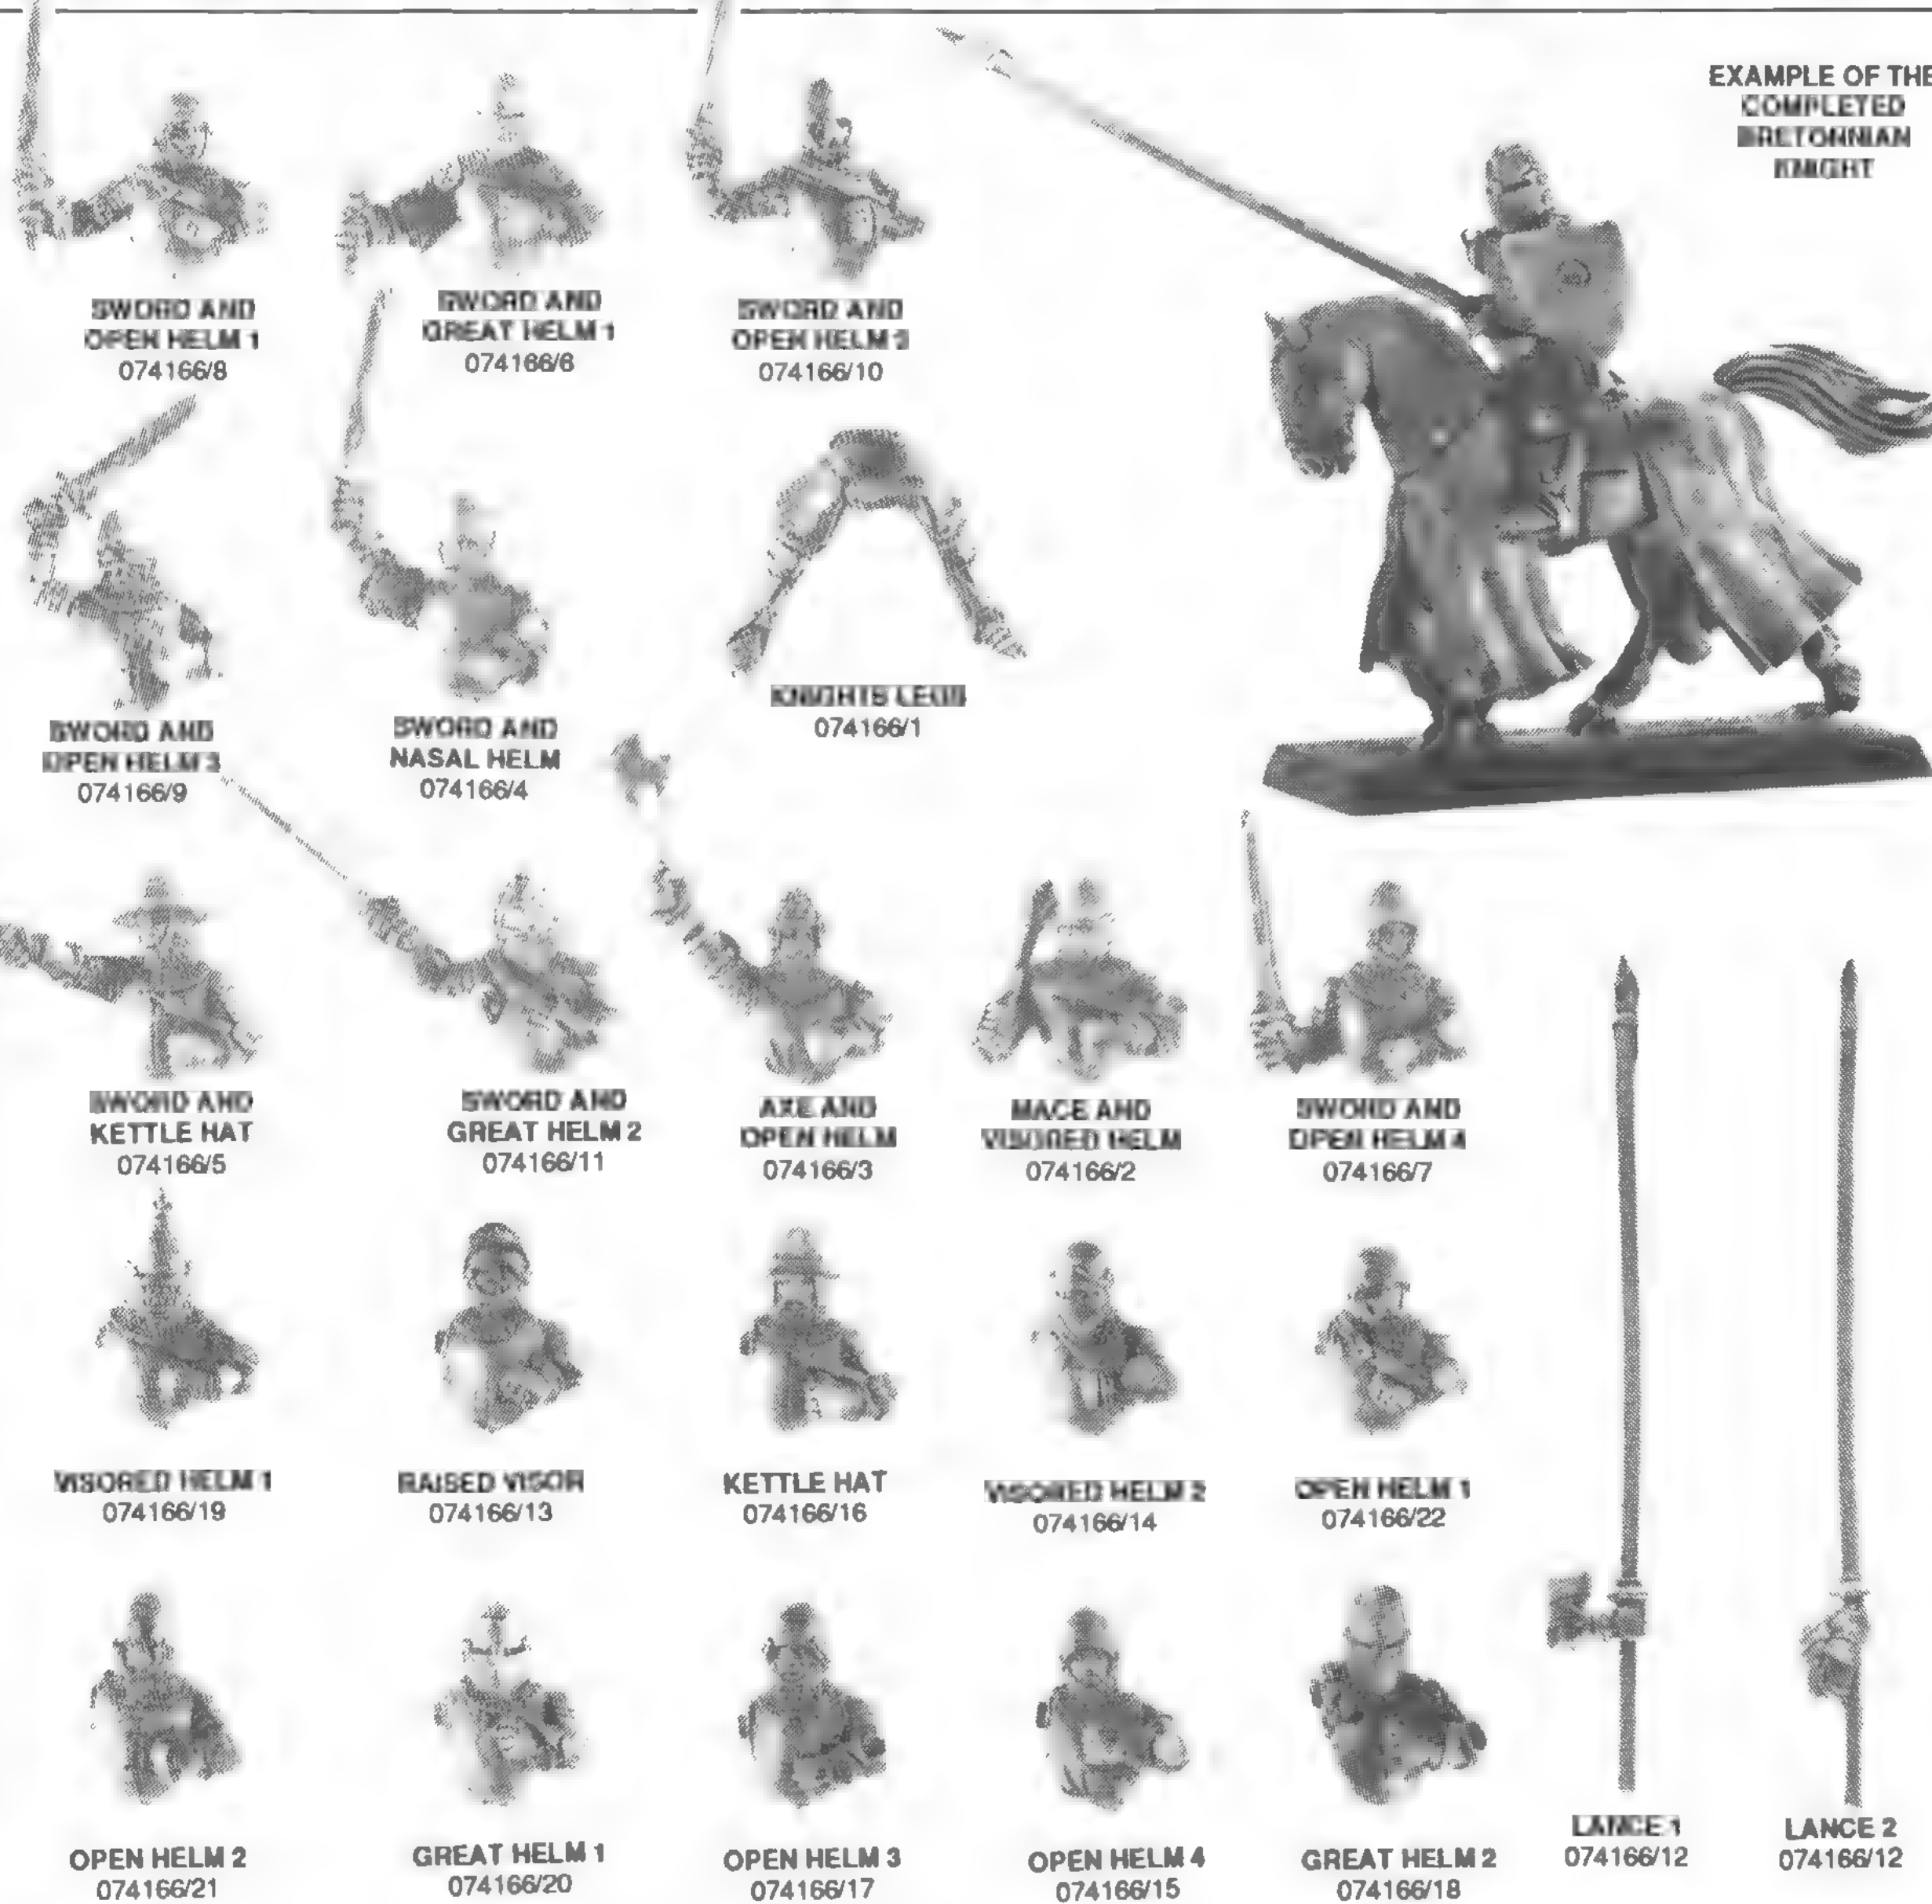 EXAMPLE OF THE
COMPLETED
BRETONNIAN
KNIGHT
SWORD AND
OPEN HELM 1
074166/8
SWORD AND
GREAT HELM 1
074166/6
SWORD AND
OPEN HELM 2
074166/10
SWORD AND
OPEN HELM 3
074166/9
SWORD AND
NASAL HELM
074166/4
KNIGHTS LEGS
074166/1
SWORD AND
KETTLE HAT
074166/5
SWORD AND
GREAT HELM 2
074166/11
AXE AND
OPEN HELM
074166/3
MACE AND
VISORED HELM
074166/2
SWORD AND
OPEN HELM 4
074166/7
VISORED HELM 1
074166/19
RAISED VISOR
074166/13
KETTLE HAT
074166/16
VISORED HELM 2
074166/14
OPEN HELM 1
074166/22
OPEN HELM 2
074166/21
GREAT HELM 1
074166/20
OPEN HELM 3
074166/17
OPEN HELM 4
074166/15
GREAT HELM 2
074166/18
LANCE 1
074166/12
LANCE 2
074166/12